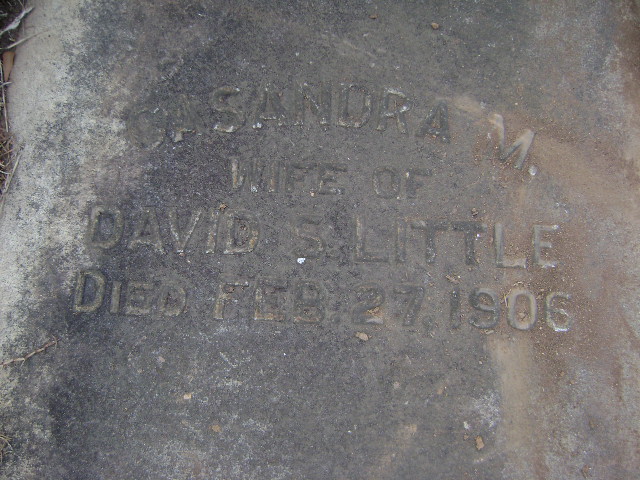 CASANDRA M.
WIFE OF
DAVID S. LITTLE
DIED FEB. 27, 1906